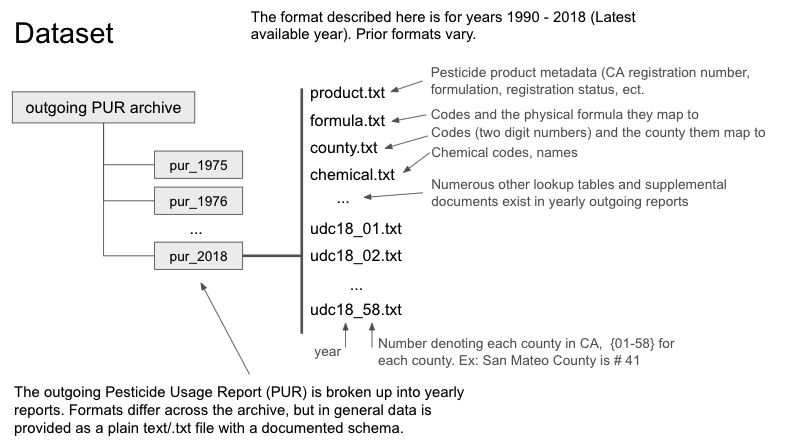 Dataset
The format described here is for years 1990 - 2018 (Latest
available year). Prior formats vary.
outgoing PUR archive
pur_1975
pur_1976
...
pur_2018
product.txt
formula.txt
county.txt
chemical.txt
...
udc18_01.txt
udc18_02.txt
...
udc18_58.txt
Pesticide product metadata (CA registration number,
formulation, registration status, ect.
Codes and the physical formula they map to
Codes (two digit numbers) and the county them map to
Chemical codes, names
Numerous other lookup tables and supplemental
documents exist in yearly outgoing reports
year
Number denoting each county in CA, {01-58} for
each county. Ex: San Mateo County is # 41
The outgoing Pesticide Usage Report (PUR) is broken up into yearly
reports. Formats differ across the archive, but in general data is
provided as a plain text/.txt file with a documented schema.